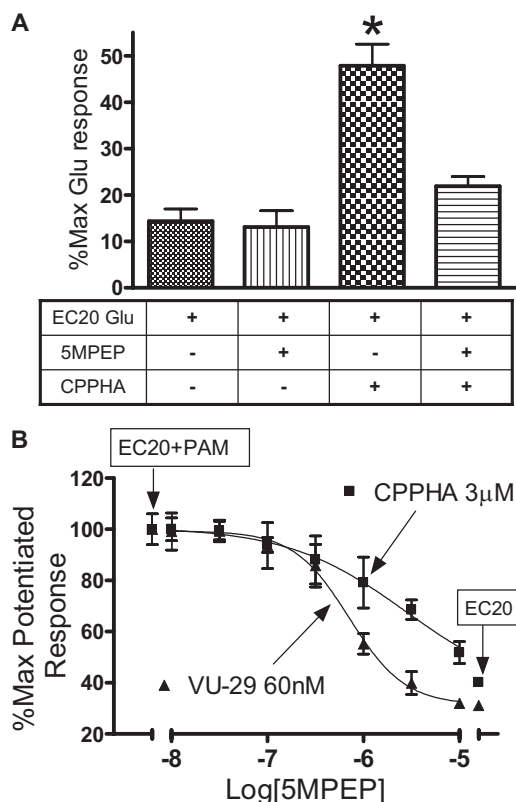 A
*
%Max Glu response
50
40
30
20
10
0
EC20 Glu + + + +
5MPEP - + - +
CPPHA - - + +
B
EC20+PAM
%Max Potentiated
Response
120
100
80
60
40
20
CPPHA 3µM
EC20
VU-29 60nM
-8 -7 -6 -5
Log[5MPEP]